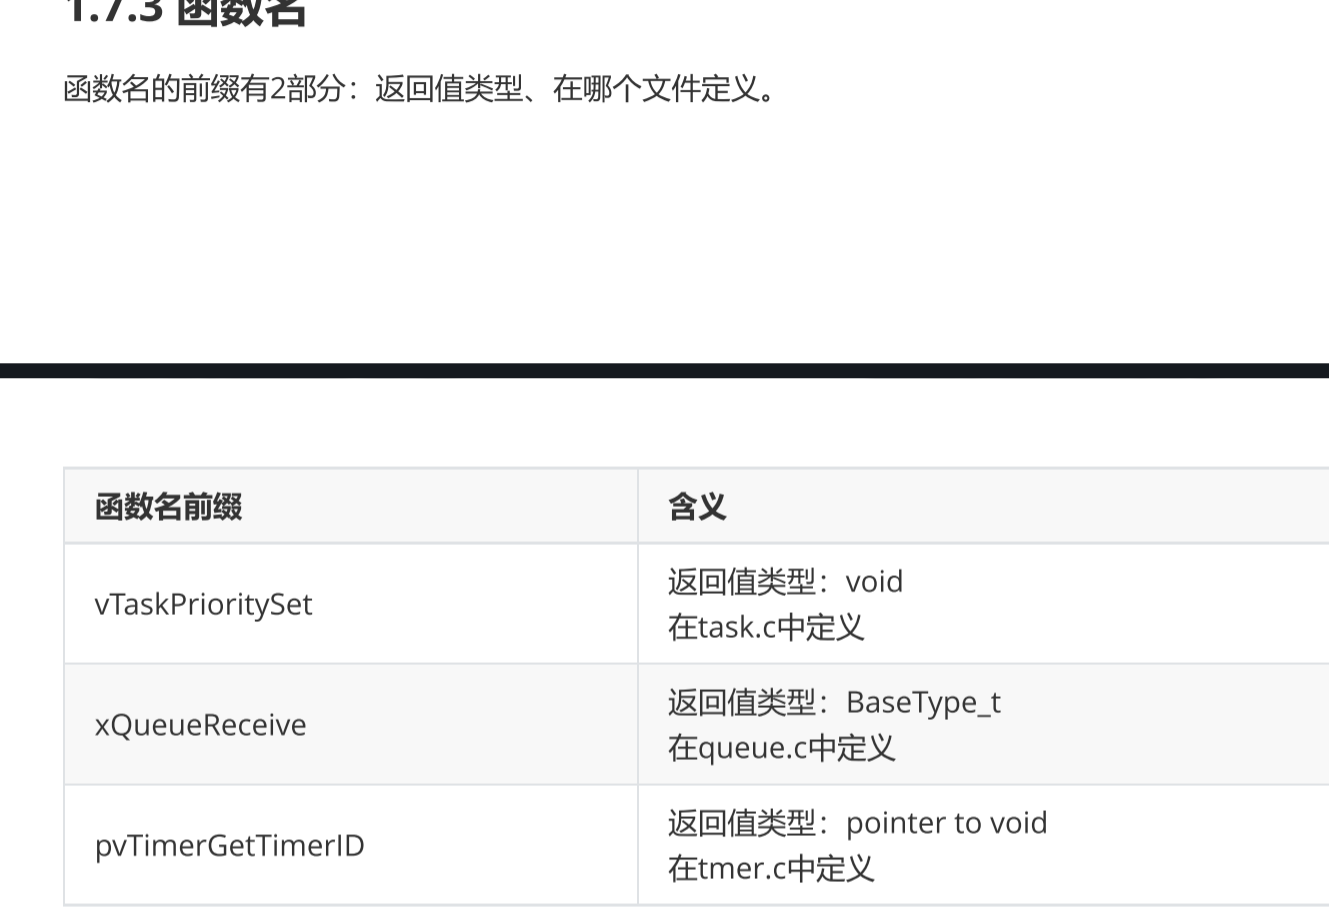 1.7.3 函数名
函数名的前缀有2部分：返回值类型、在哪个文件定义。
函数名前缀
含义
vTaskPrioritySet
返回值类型：void
在task.c中定义
xQueueReceive
返回值类型：BaseType_t
在queue.c中定义
pvTimerGetTimerID
返回值类型：pointer to void
在tmer.c中定义